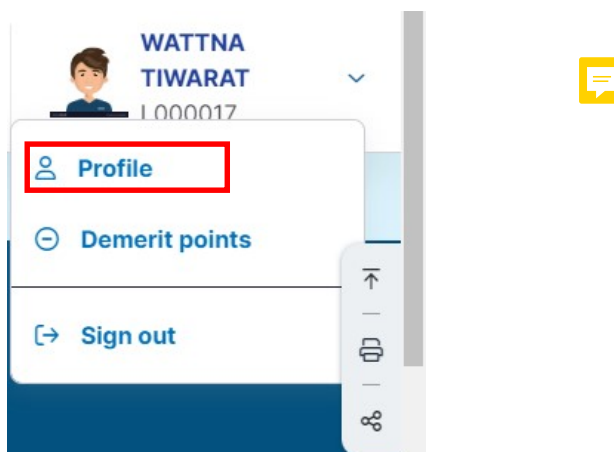 WATTNA
TIWARAT
L000017
Profile
Demerit points
Sign out